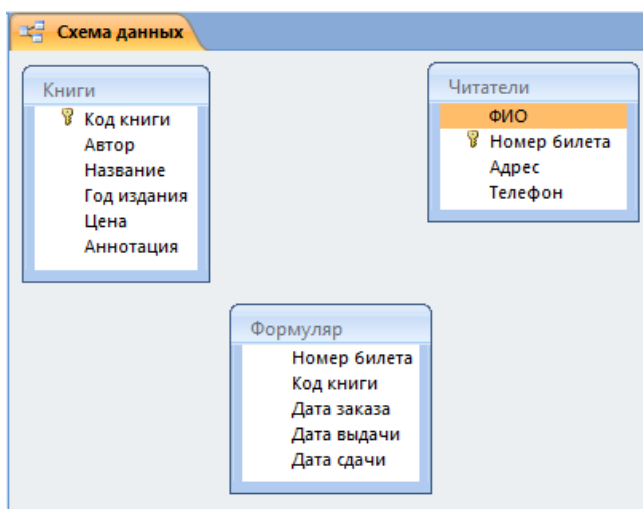 Схема данных
Книги
Код книги
Автор
Название
Год издания
Цена
Аннотация
Читатели
ФИО
Номер билета
Адрес
Телефон
Формуляр
Номер билета
Код книги
Дата заказа
Дата выдачи
Дата сдачи